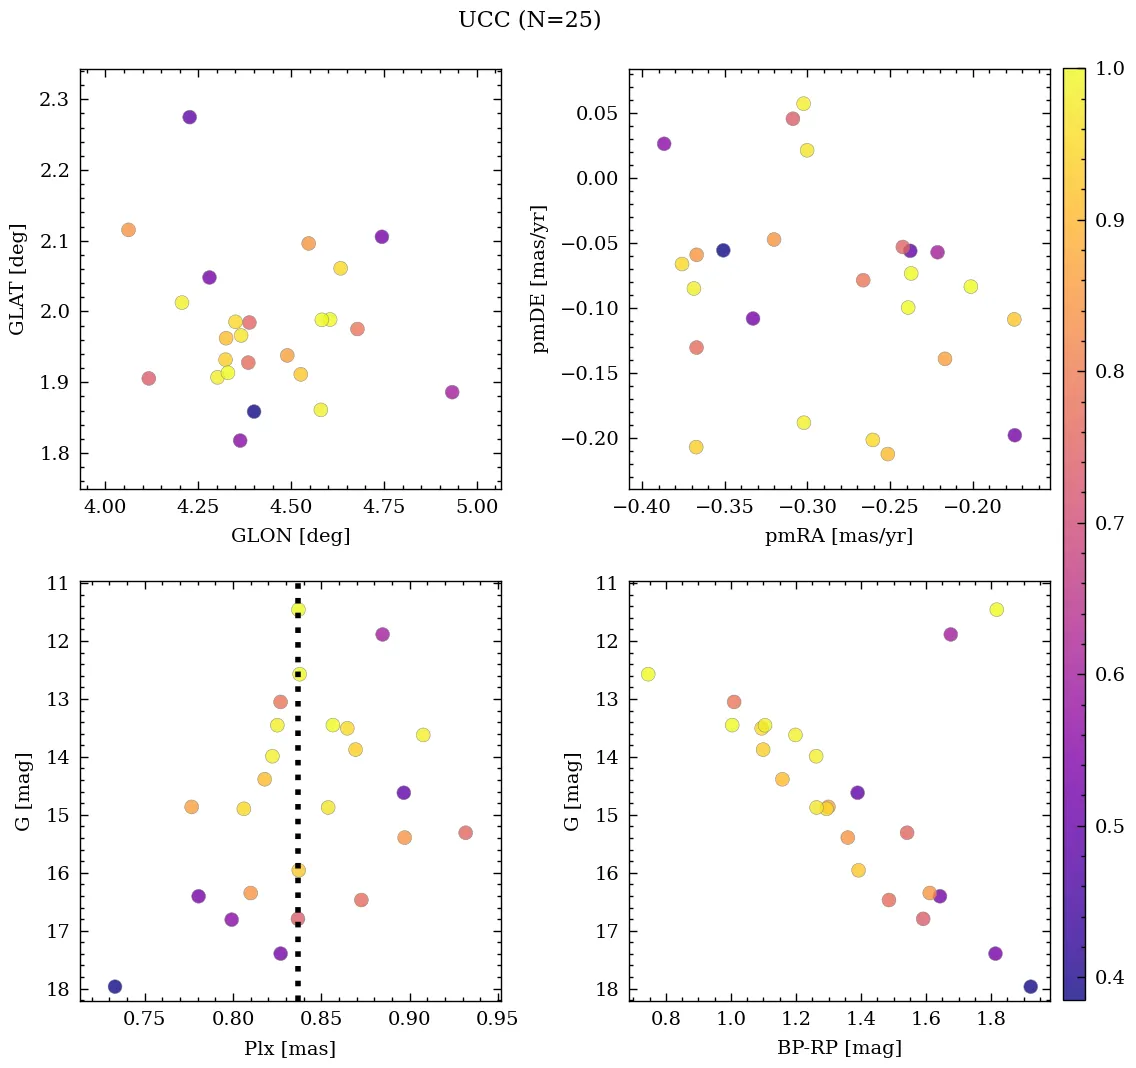 UCC (N=25)
2.3
2.2
2.1
2.0
1.9
1.8
GLAT [deg]
4.00 4.25 4.50 4.75 5.00
GLON [deg]
0.05
0.00
−0.05
−0.10
−0.15
−0.20
pmDE [mas/yr]
−0.40 −0.35 −0.30 −0.25 −0.20
pmRA [mas/yr]
11
12
13
14
15
16
17
18
G [mag]
0.75 0.80 0.85 0.90 0.95
Plx [mas]
11
12
13
14
15
16
17
18
G [mag]
0.8 1.0 1.2 1.4 1.6 1.8
BP-RP [mag]
1.0
0.9
0.8
0.7
0.6
0.5
0.4